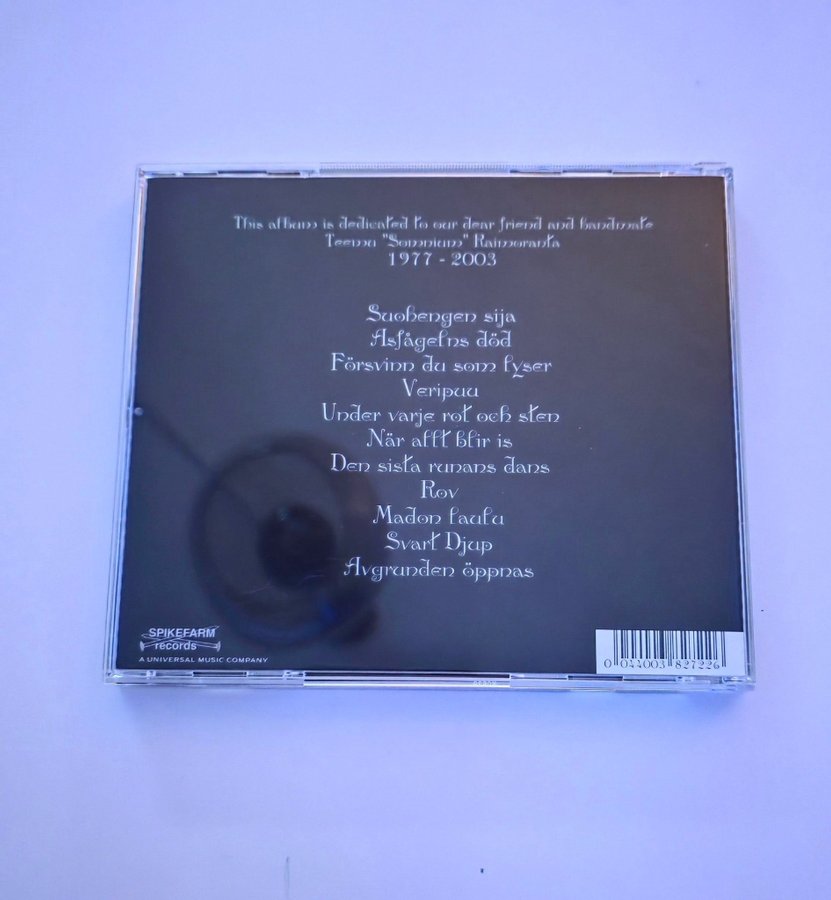 This album is dedicated to our dear friend and bandmate
Teemu "Somnium" Raimoranta
1977 - 2003
Suohengen sija
Asfågelns död
Försvinn du som lyser
Veripuu
Under varje rot och sten
När allt blir is
Den sista runans dans
Rov
Madon laulu
Svart Djup
Avgrunden öppnas
SPIKEFARM
records
A UNIVERSAL MUSIC COMPANY
0 044003 827226